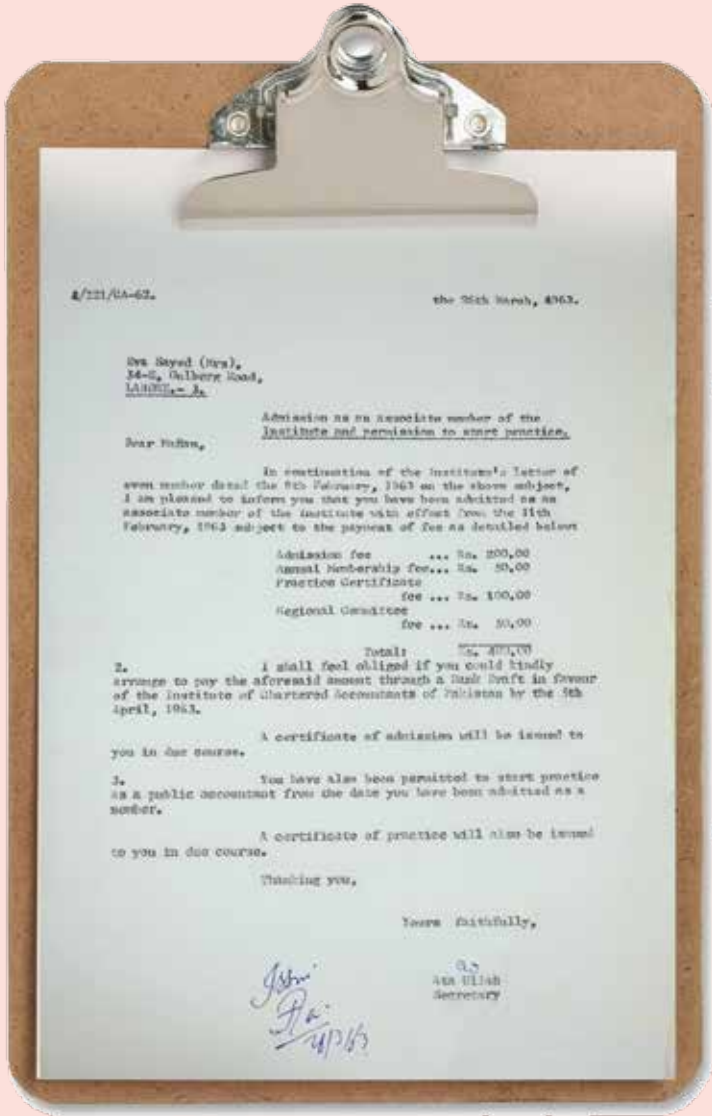 the 26th March, 1963.
Eva Sayed (Mrs),
34-E, Gulberg Road,
LAHORE.- 3.
Admission as an associate member of the
Institute and permission to start practice.
Dear Madam,
In continuation of the Institute's letter of
even number dated the 8th February, 1963 on the above subject,
I am pleased to inform you that you have been admitted as an
associate member of the Institute with effect from the 11th
February, 1963 subject to the payment of fee as detailed below
Admission fee ... Rs. 200.00
Annual Membership fee... Rs. 50.00
Practice Certificate
fee ... Rs. 100.00
Regional Committee
fee ... Rs. 50.00
Total: Rs. 400.00
2. I shall feel obliged if you could kindly
arrange to pay the aforesaid amount through a Bank Draft in favour
of the Institute of Chartered Accountants of Pakistan by the 5th
April, 1963.
A certificate of admission will be issued to
you in due course.
3. You have also been permitted to start practice
as a public accountant from the date you have been admitted as a
member.
A certificate of practice will also be issued
to you in due course.
Thanking you,
Yours faithfully,
Ata Ullah
Secretary